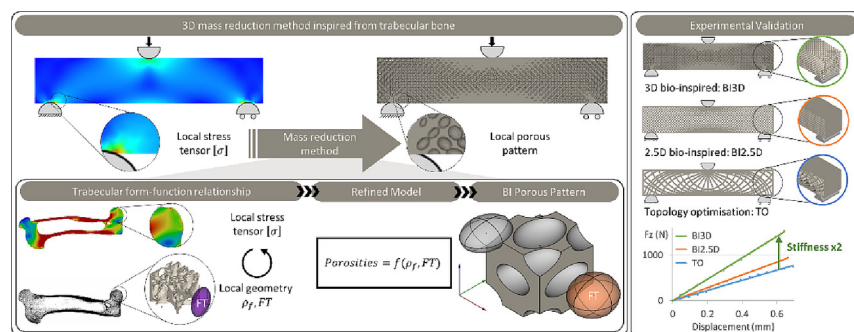 3D mass reduction method inspired from trabecular bone
Local stress
tensor [σ]
Mass reduction
method
Local porous
pattern
Trabecular form-function relationship
Refined Model
BI Porous Pattern
Local stress
tensor [σ]
Local geometry
ρf, FT
FT
Porosities = f(ρf, FT)
FT
Experimental Validation
3D bio-inspired: BI3D
2.5D bio-inspired: BI2.5D
Topology optimisation: TO
Fz (N)
BI3D
BI2.5D
TO
Stiffness x2
1000
0
0
0.2
0.4
0.6
Displacement (mm)